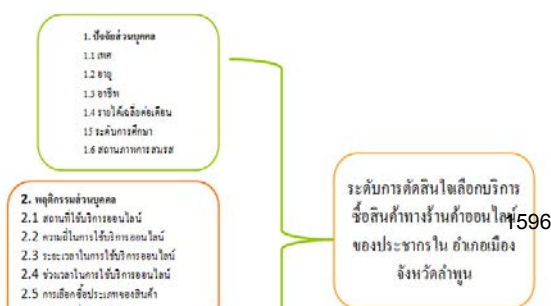 1. ปัจจัยส่วนบุคคล
1.1 เพศ
1.2 อายุ
1.3 อาชีพ
1.4 รายได้เฉลี่ยต่อเดือน
15 ระดับการศึกษา
1.6 สถานภาพการสมรส
2. พฤติกรรมส่วนบุคคล
2.1 สถานที่ใช้บริการออนไลน์
2.2 ความถี่ในการใช้บริการออนไลน์
2.3 ระยะเวลาในการใช้บริการออนไลน์
2.4 ช่วงเวลาในการใช้บริการออนไลน์
2.5 การเลือกซื้อประเภทของสินค้า
ระดับการตัดสินใจเลือกบริการ
ซื้อสินค้าทางร้านค้าออนไลน์
ของประชากรใน อำเภอเมือง
จังหวัดลำพูน
1596